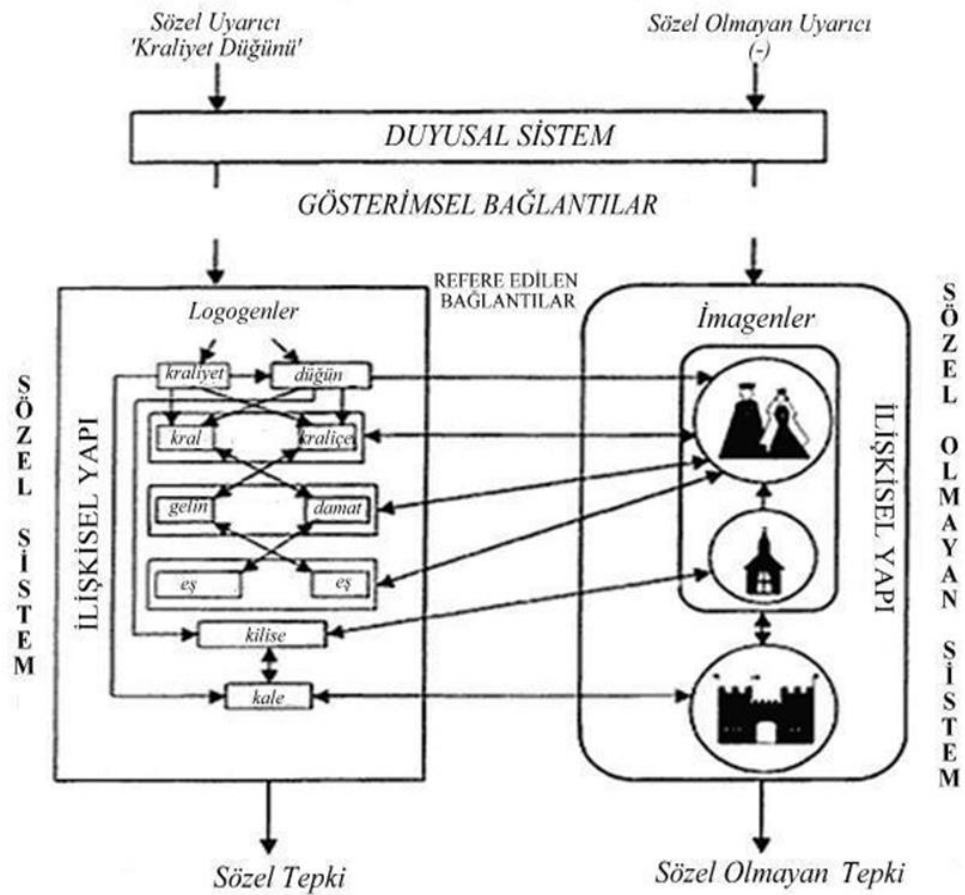 Sözel Uyarıcı
'Kraliyet Düğünü'
Sözel Olmayan Uyarıcı
(-)
DUYUSAL SİSTEM
GÖSTERİMSEL BAĞLANTILAR
REFERE EDİLEN
BAĞLANTILAR
SÖZEL SİSTEM
İLİŞKİSEL YAPI
Logogenler
kraliyet
düğün
kral
kraliçe
gelin
damat
eş
eş
kilise
kale
İmagenler
İLİŞKİSEL YAPI
SÖZEL OLMAYAN SİSTEM
Sözel Tepki
Sözel Olmayan Tepki